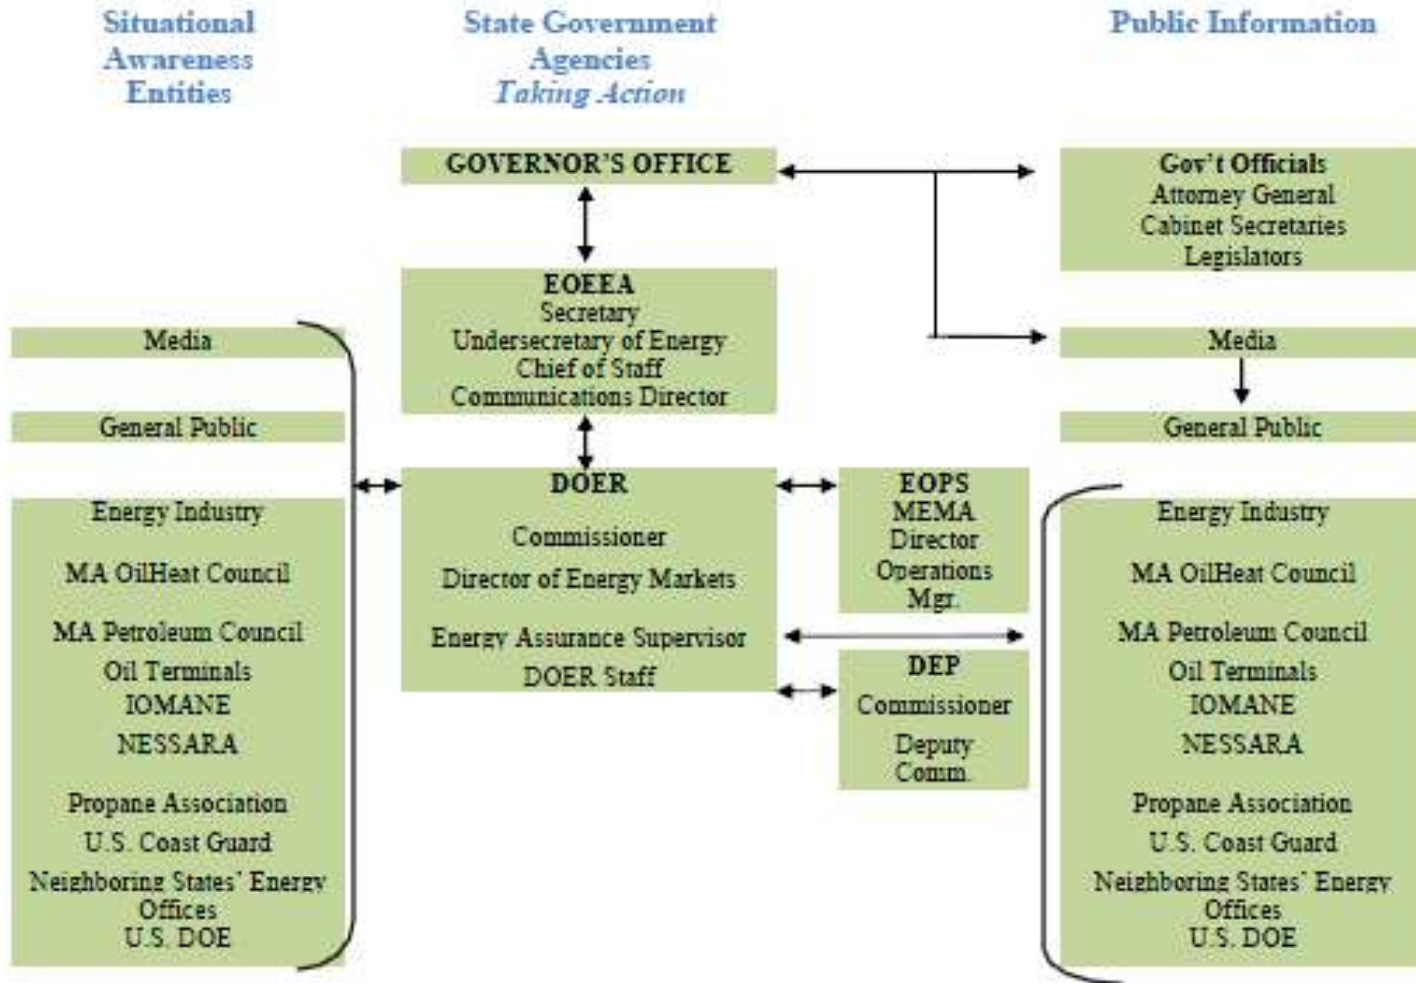 Situational
Awareness
Entities
State Government
Agencies
Taking Action
Public Information
GOVERNOR'S OFFICE
Gov't Officials
Attorney General
Cabinet Secretaries
Legislators
EOEEA
Secretary
Undersecretary of Energy
Chief of Staff
Communications Director
Media
General Public
Energy Industry
MA OilHeat Council
MA Petroleum Council
Oil Terminals
IOMANE
NESSARA
Propane Association
U.S. Coast Guard
Neighboring States' Energy
Offices
U.S. DOE
DOER
Commissioner
Director of Energy Markets
Energy Assurance Supervisor
DOER Staff
EOPS
MEMA
Director
Operations
Mgr.
DEP
Commissioner
Deputy
Comm.
Media
General Public
Energy Industry
MA OilHeat Council
MA Petroleum Council
Oil Terminals
IOMANE
NESSARA
Propane Association
U.S. Coast Guard
Neighboring States' Energy
Offices
U.S. DOE